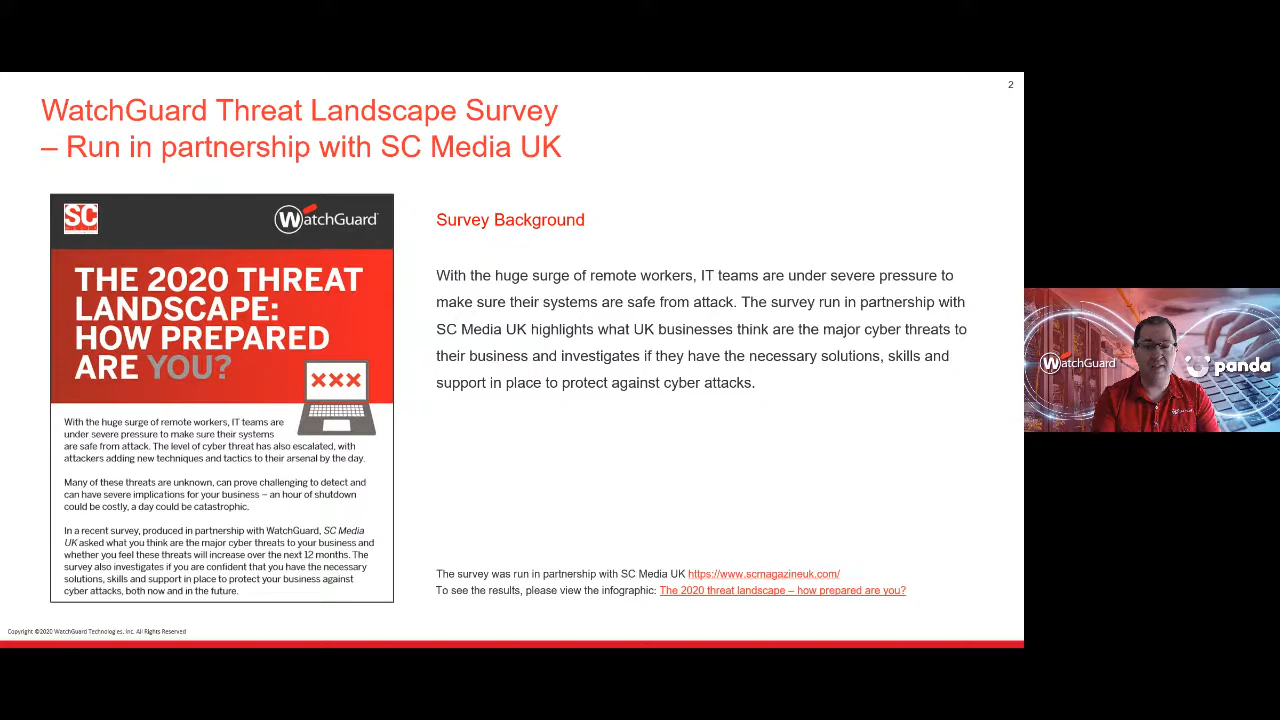 2
WatchGuard Threat Landscape Survey
– Run in partnership with SC Media UK
SC
WatchGuard
THE 2020 THREAT
LANDSCAPE:
HOW PREPARED
ARE YOU?
XXX
With the huge surge of remote workers, IT teams are
under severe pressure to make sure their systems
are safe from attack. The level of cyber threat has also escalated, with
attackers adding new techniques and tactics to their arsenal by the day.
Many of these threats are unknown, can prove challenging to detect and
can have severe implications for your business – an hour of shutdown
could be costly, a day could be catastrophic.
In a recent survey, produced in partnership with WatchGuard, SC Media
UK asked what you think are the major cyber threats to your business and
whether you feel these threats will increase over the next 12 months. The
survey also investigates if you are confident that you have the necessary
solutions, skills and support in place to protect your business against
cyber attacks, both now and in the future.
Survey Background
With the huge surge of remote workers, IT teams are under severe pressure to
make sure their systems are safe from attack. The survey run in partnership with
SC Media UK highlights what UK businesses think are the major cyber threats to
their business and investigates if they have the necessary solutions, skills and
support in place to protect against cyber attacks.
The survey was run in partnership with SC Media UK https://www.scmagazineuk.com/
To see the results, please view the infographic: The 2020 threat landscape – how prepared are you?
Copyright ©2020 WatchGuard Technologies, Inc. All Rights Reserved
WatchGuard
panda